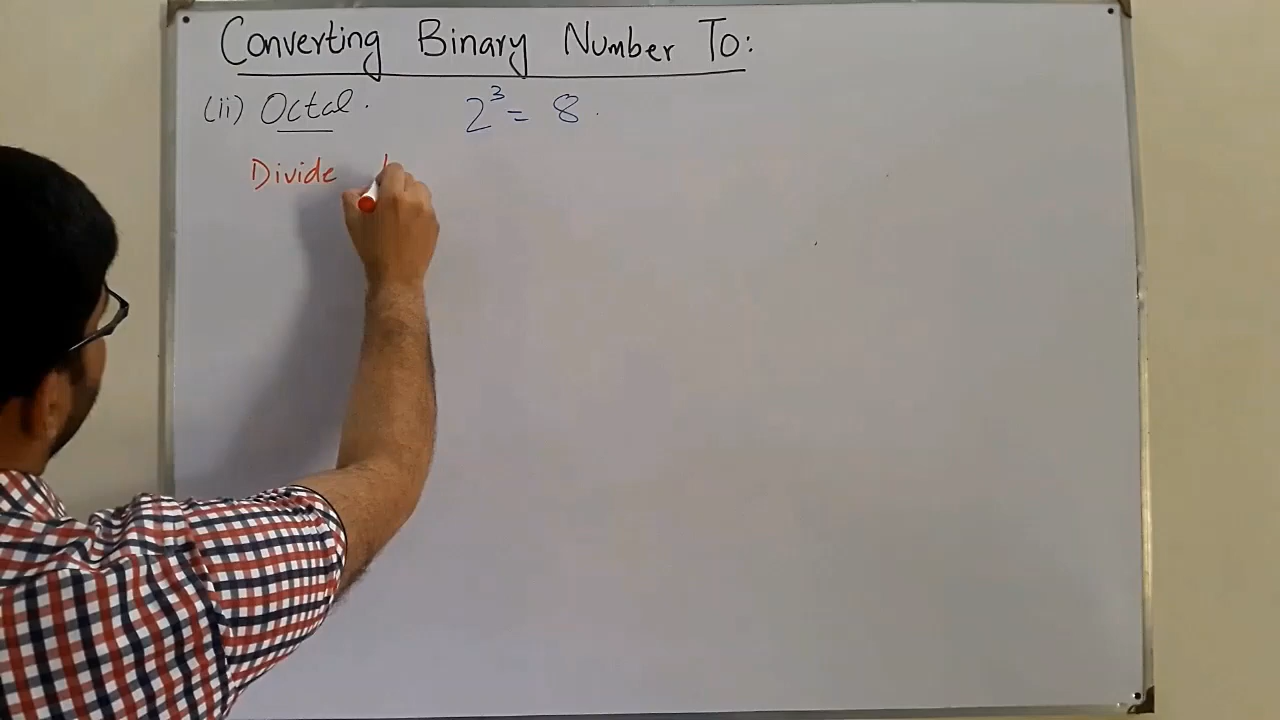 Converting Binary Number To:
(ii) Octal. 2³ = 8.
Divide